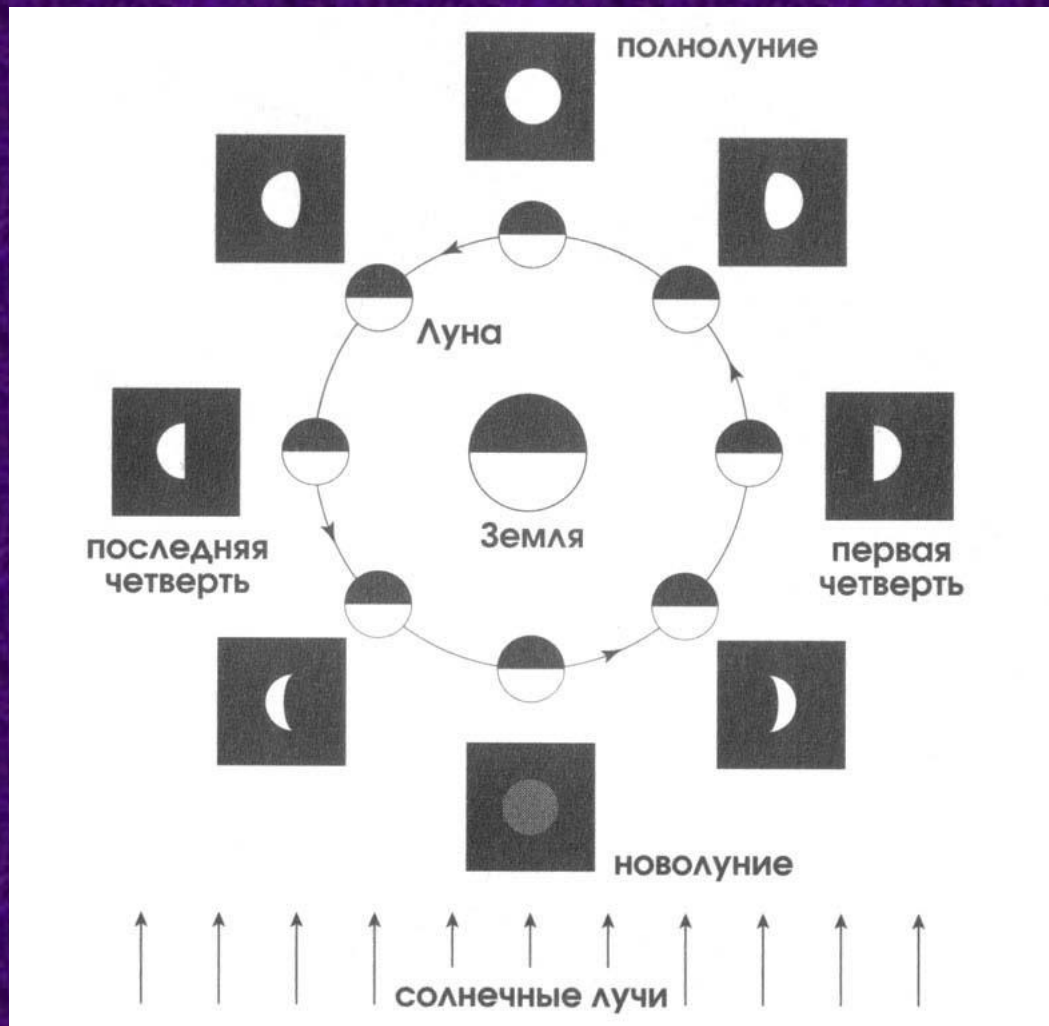 полнолуние
Луна
Земля
последняя
четверть
первая
четверть
новолуние
солнечные лучи